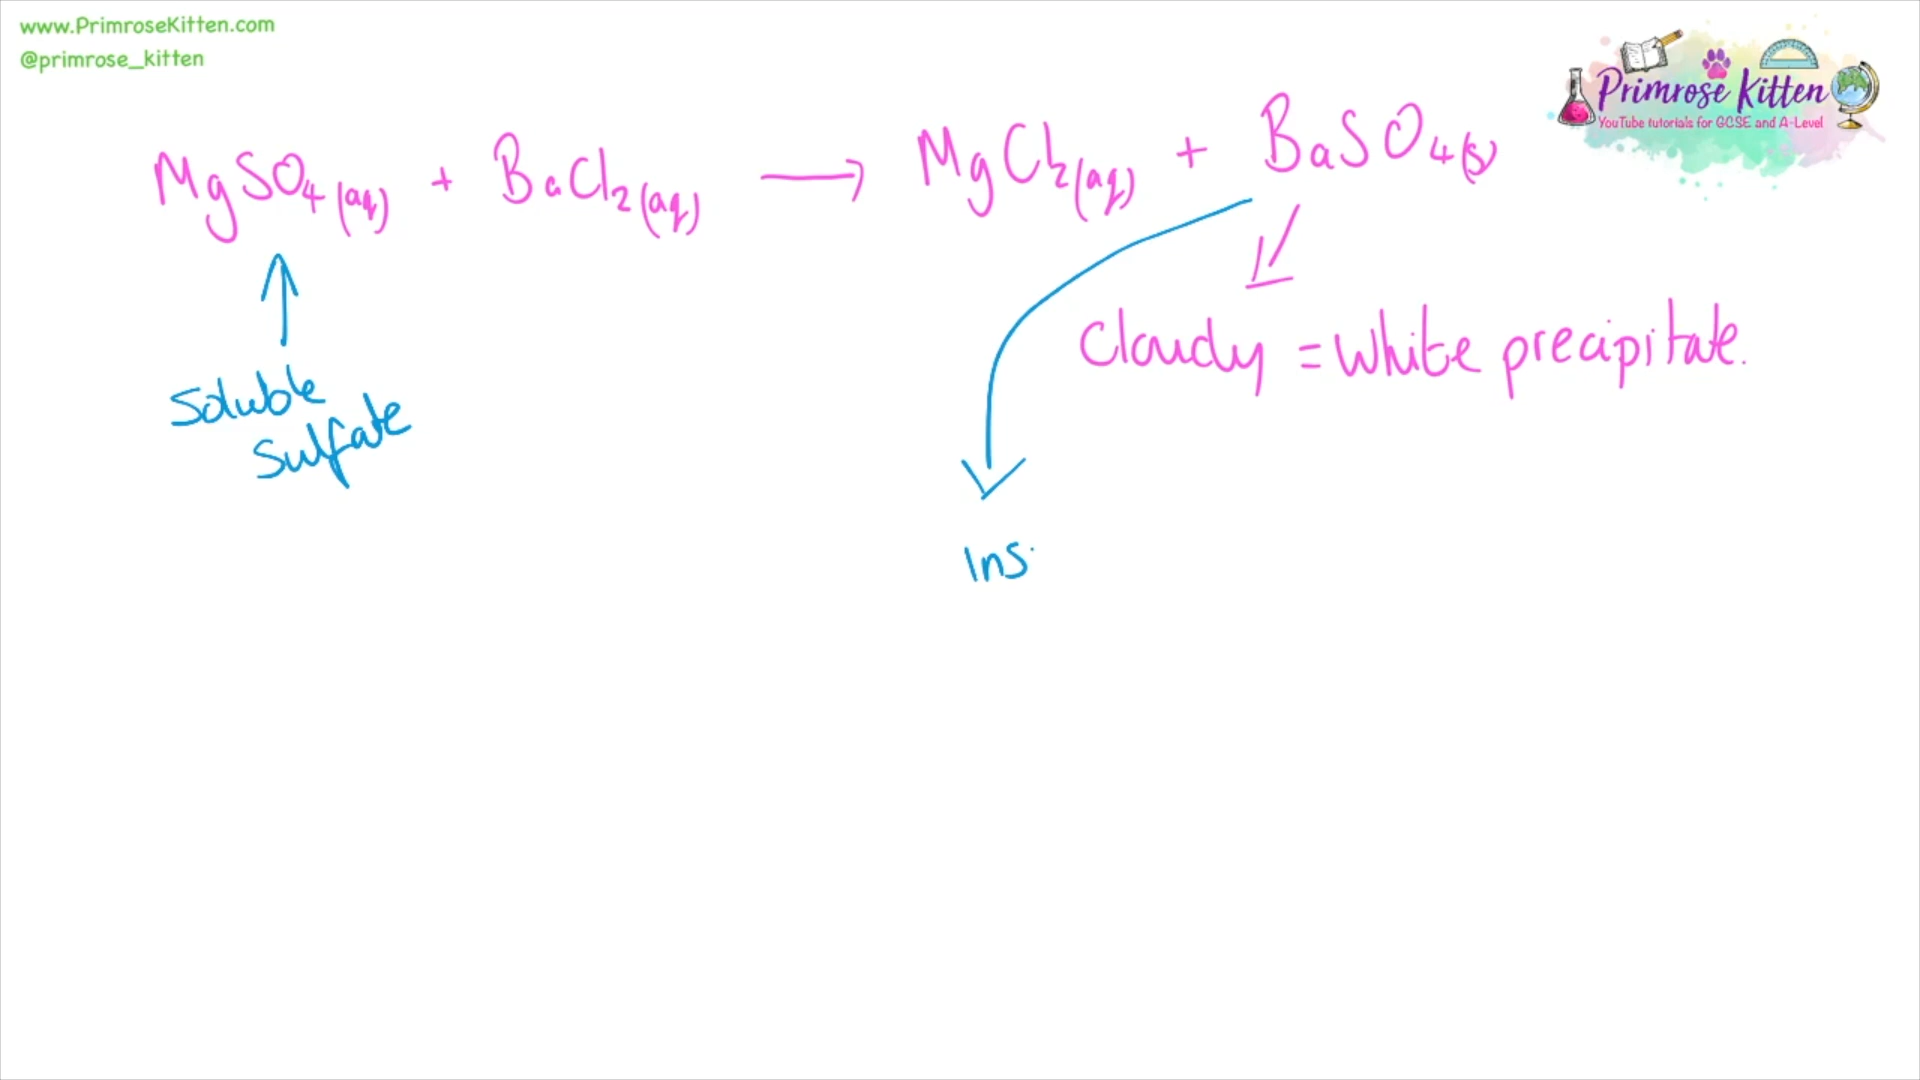 www.PrimroseKitten.com
@primrose_kitten
Primrose Kitten
YouTube tutorials for GCSE and A-Level
MgSO₄(aq) + BaCl₂(aq) → MgCl₂(aq) + BaSO₄(s)
Cloudy = white precipitate.
Soluble
Sulfate
Ins